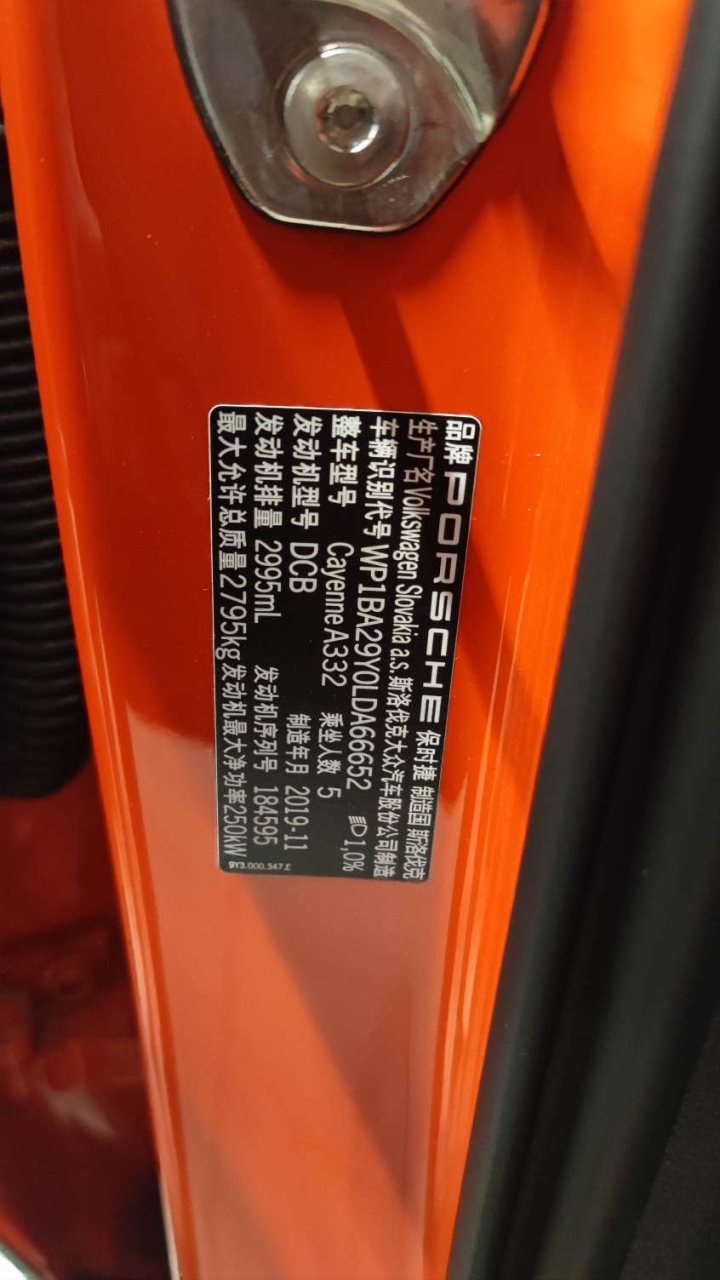 品牌 PORSCHE 保时捷 制造国 斯洛伐克
生产厂名 Volkswagen Slovakia a.s. 斯洛伐克大众汽车股份公司制造
车辆识别代号 WP1BA29Y0LDA66652 1,0%
整车型号 Cayenne A332 乘坐人数 5
发动机型号 DCB 制造年月 2019-11
发动机排量 2995mL 发动机序列号 184595
最大允许总质量 2795kg 发动机最大净功率 250kW
9Y3.000.347.E